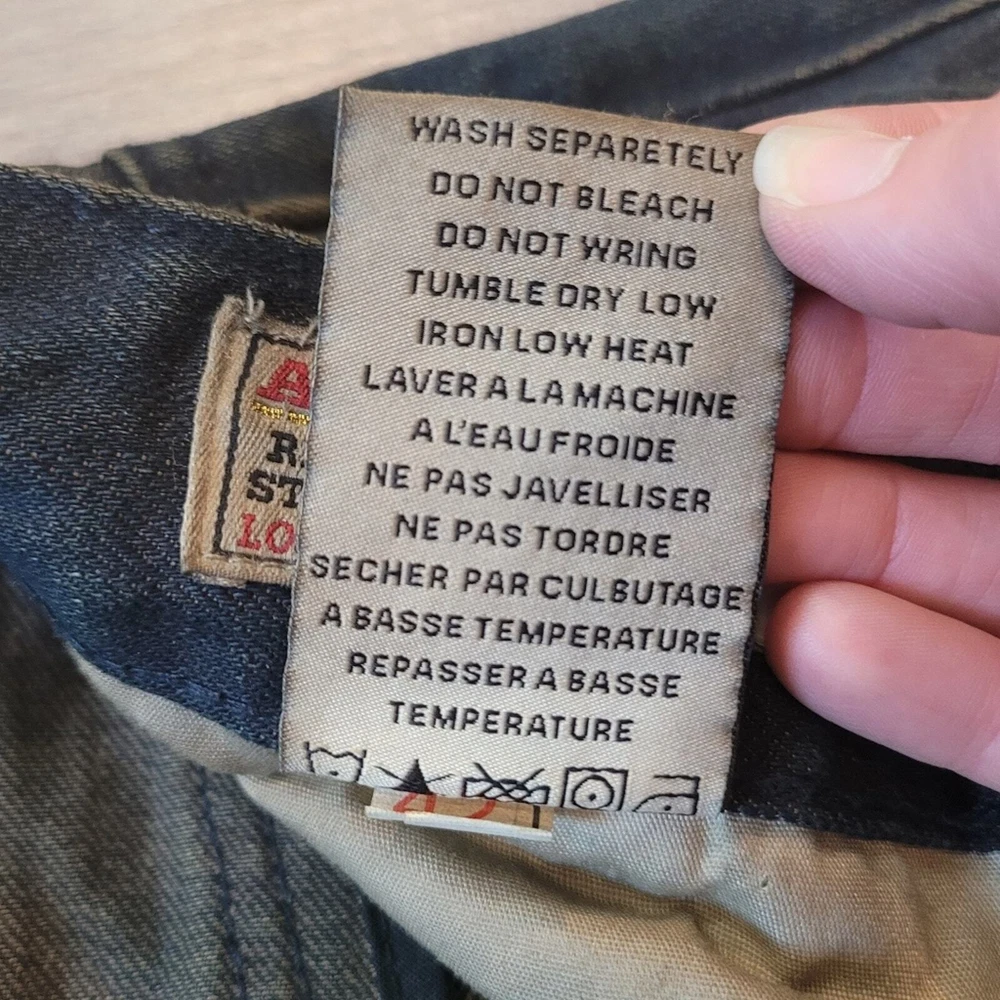 WASH SEPARETELY
DO NOT BLEACH
DO NOT WRING
TUMBLE DRY LOW
IRON LOW HEAT
LAVER A LA MACHINE
A L'EAU FROIDE
NE PAS JAVELLISER
NE PAS TORDRE
SECHER PAR CULBUTAGE
A BASSE TEMPERATURE
REPASSER A BASSE
TEMPERATURE